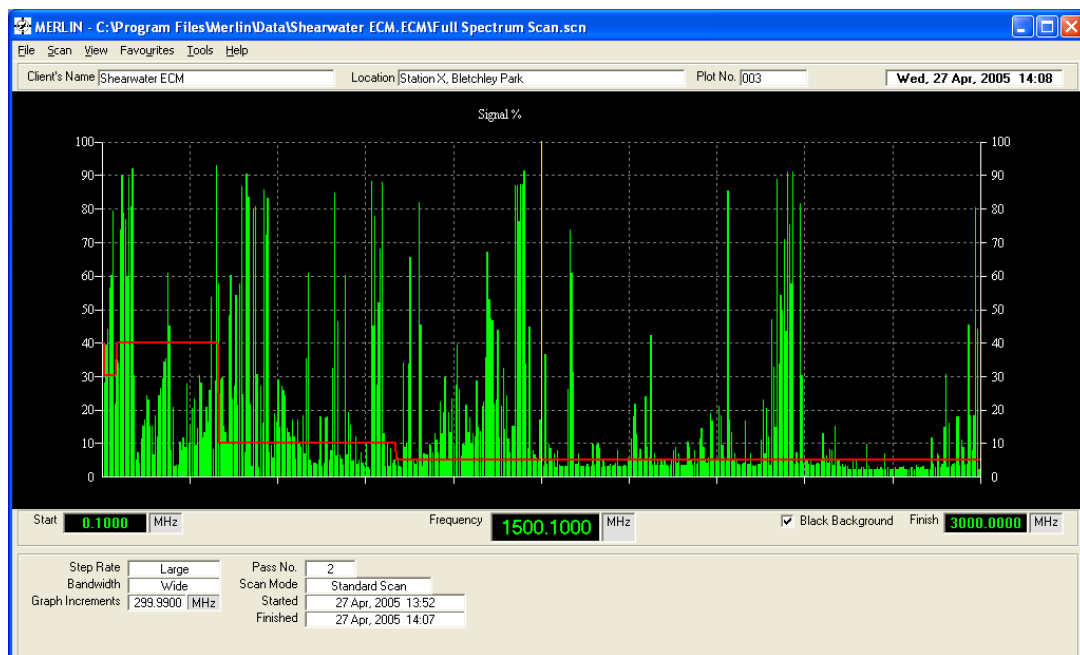 MERLIN - C:\Program Files\Merlin\Data\Shearwater ECM.ECM\Full Spectrum Scan.scn
File Scan View Favourites Tools Help
Client's Name Shearwater ECM Location Station X, Bletchley Park Plot No. 003 Wed, 27 Apr, 2005 14:08
Signal %
100 100
90 90
80 80
70 70
60 60
50 50
40 40
30 30
20 20
10 10
0 0
Start 0.1000 MHz Frequency 1500.1000 MHz Black Background Finish 3000.0000 MHz
Step Rate Large Pass No. 2
Bandwidth Wide Scan Mode Standard Scan
Graph Increments 299.9900 MHz Started 27 Apr, 2005 13:52
Finished 27 Apr, 2005 14:07